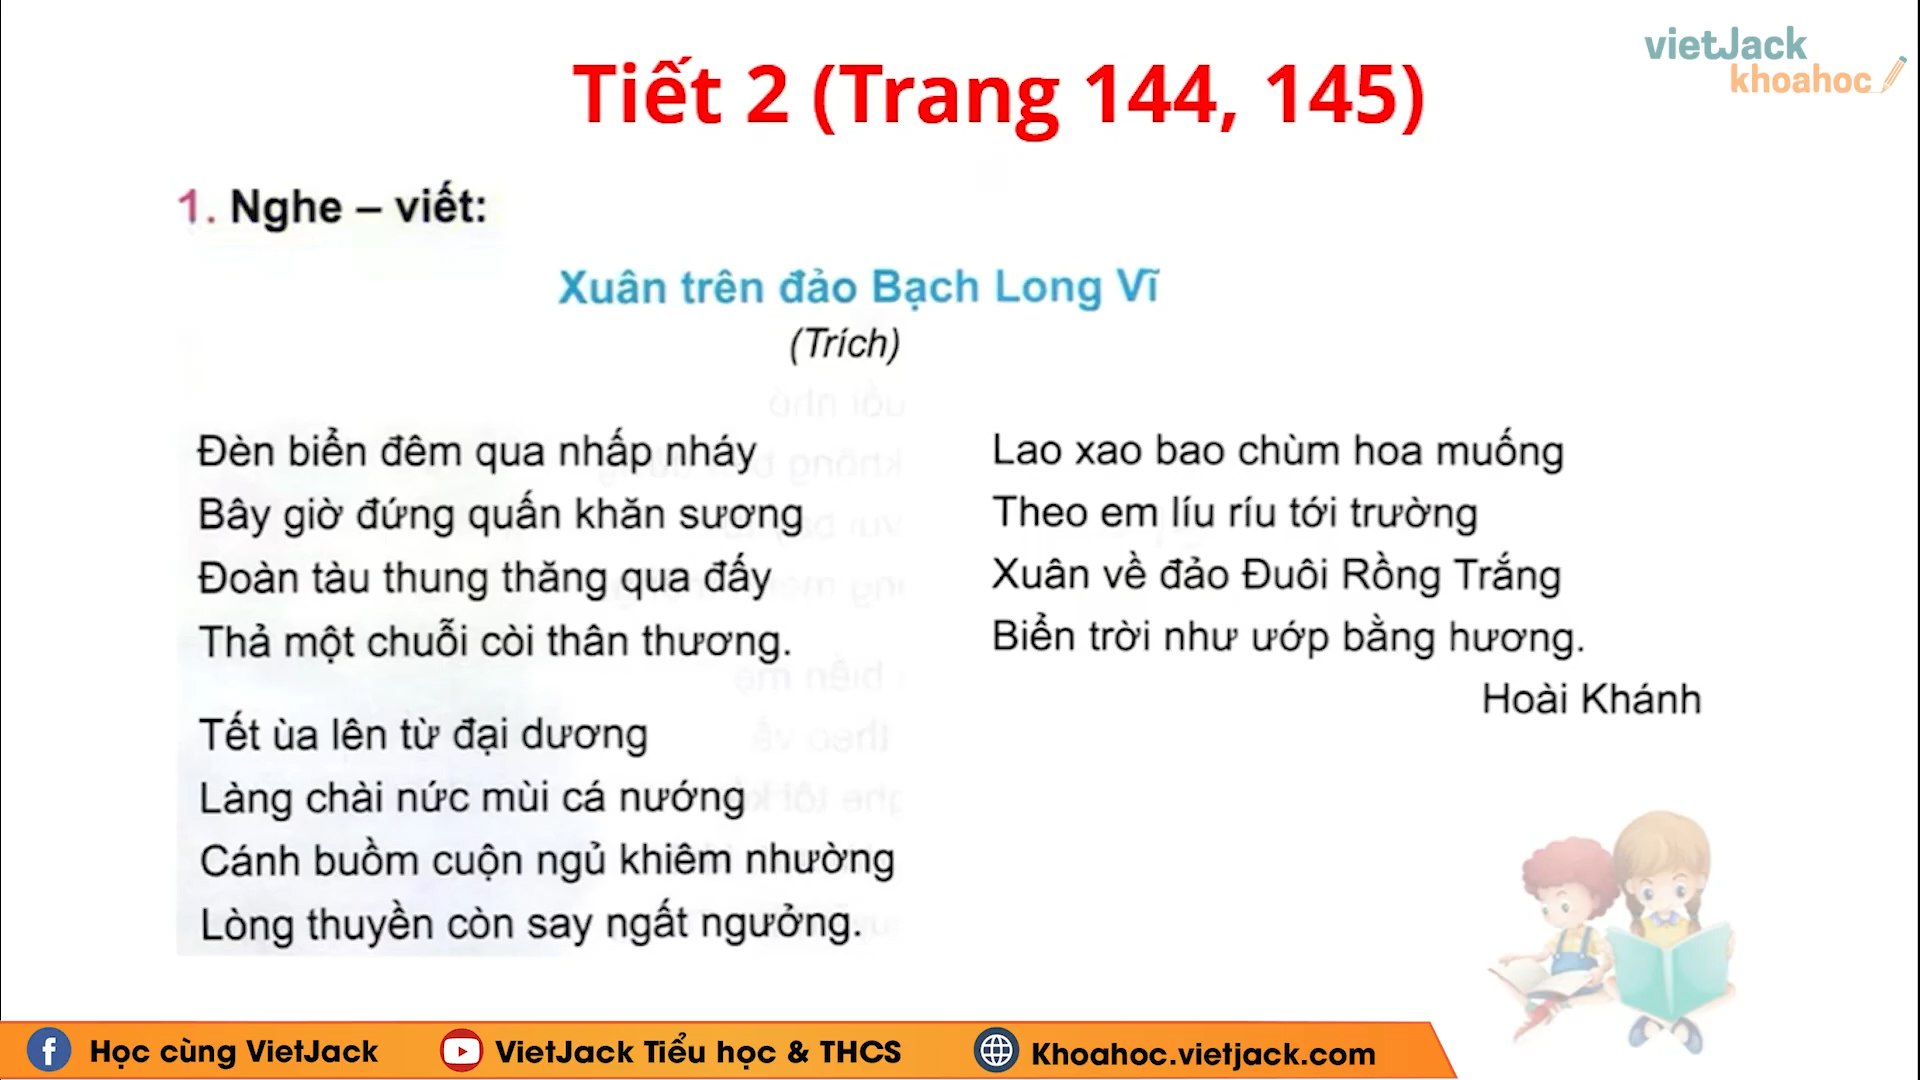 vietJack
khoahoc
Tiết 2 (Trang 144, 145)
1. Nghe – viết:
Xuân trên đảo Bạch Long Vĩ
(Trích)
Đèn biển đêm qua nhấp nháy
Bây giờ đứng quấn khăn sương
Đoàn tàu thung thăng qua đấy
Thả một chuỗi còi thân thương.
Tết ùa lên từ đại dương
Làng chài nức mùi cá nướng
Cánh buồm cuộn ngủ khiêm nhường
Lòng thuyền còn say ngất ngưởng.
Lao xao bao chùm hoa muống
Theo em líu ríu tới trường
Xuân về đảo Đuôi Rồng Trắng
Biển trời như ướp bằng hương.
Hoài Khánh
Học cùng VietJack
VietJack Tiểu học & THCS
Khoahoc.vietjack.com